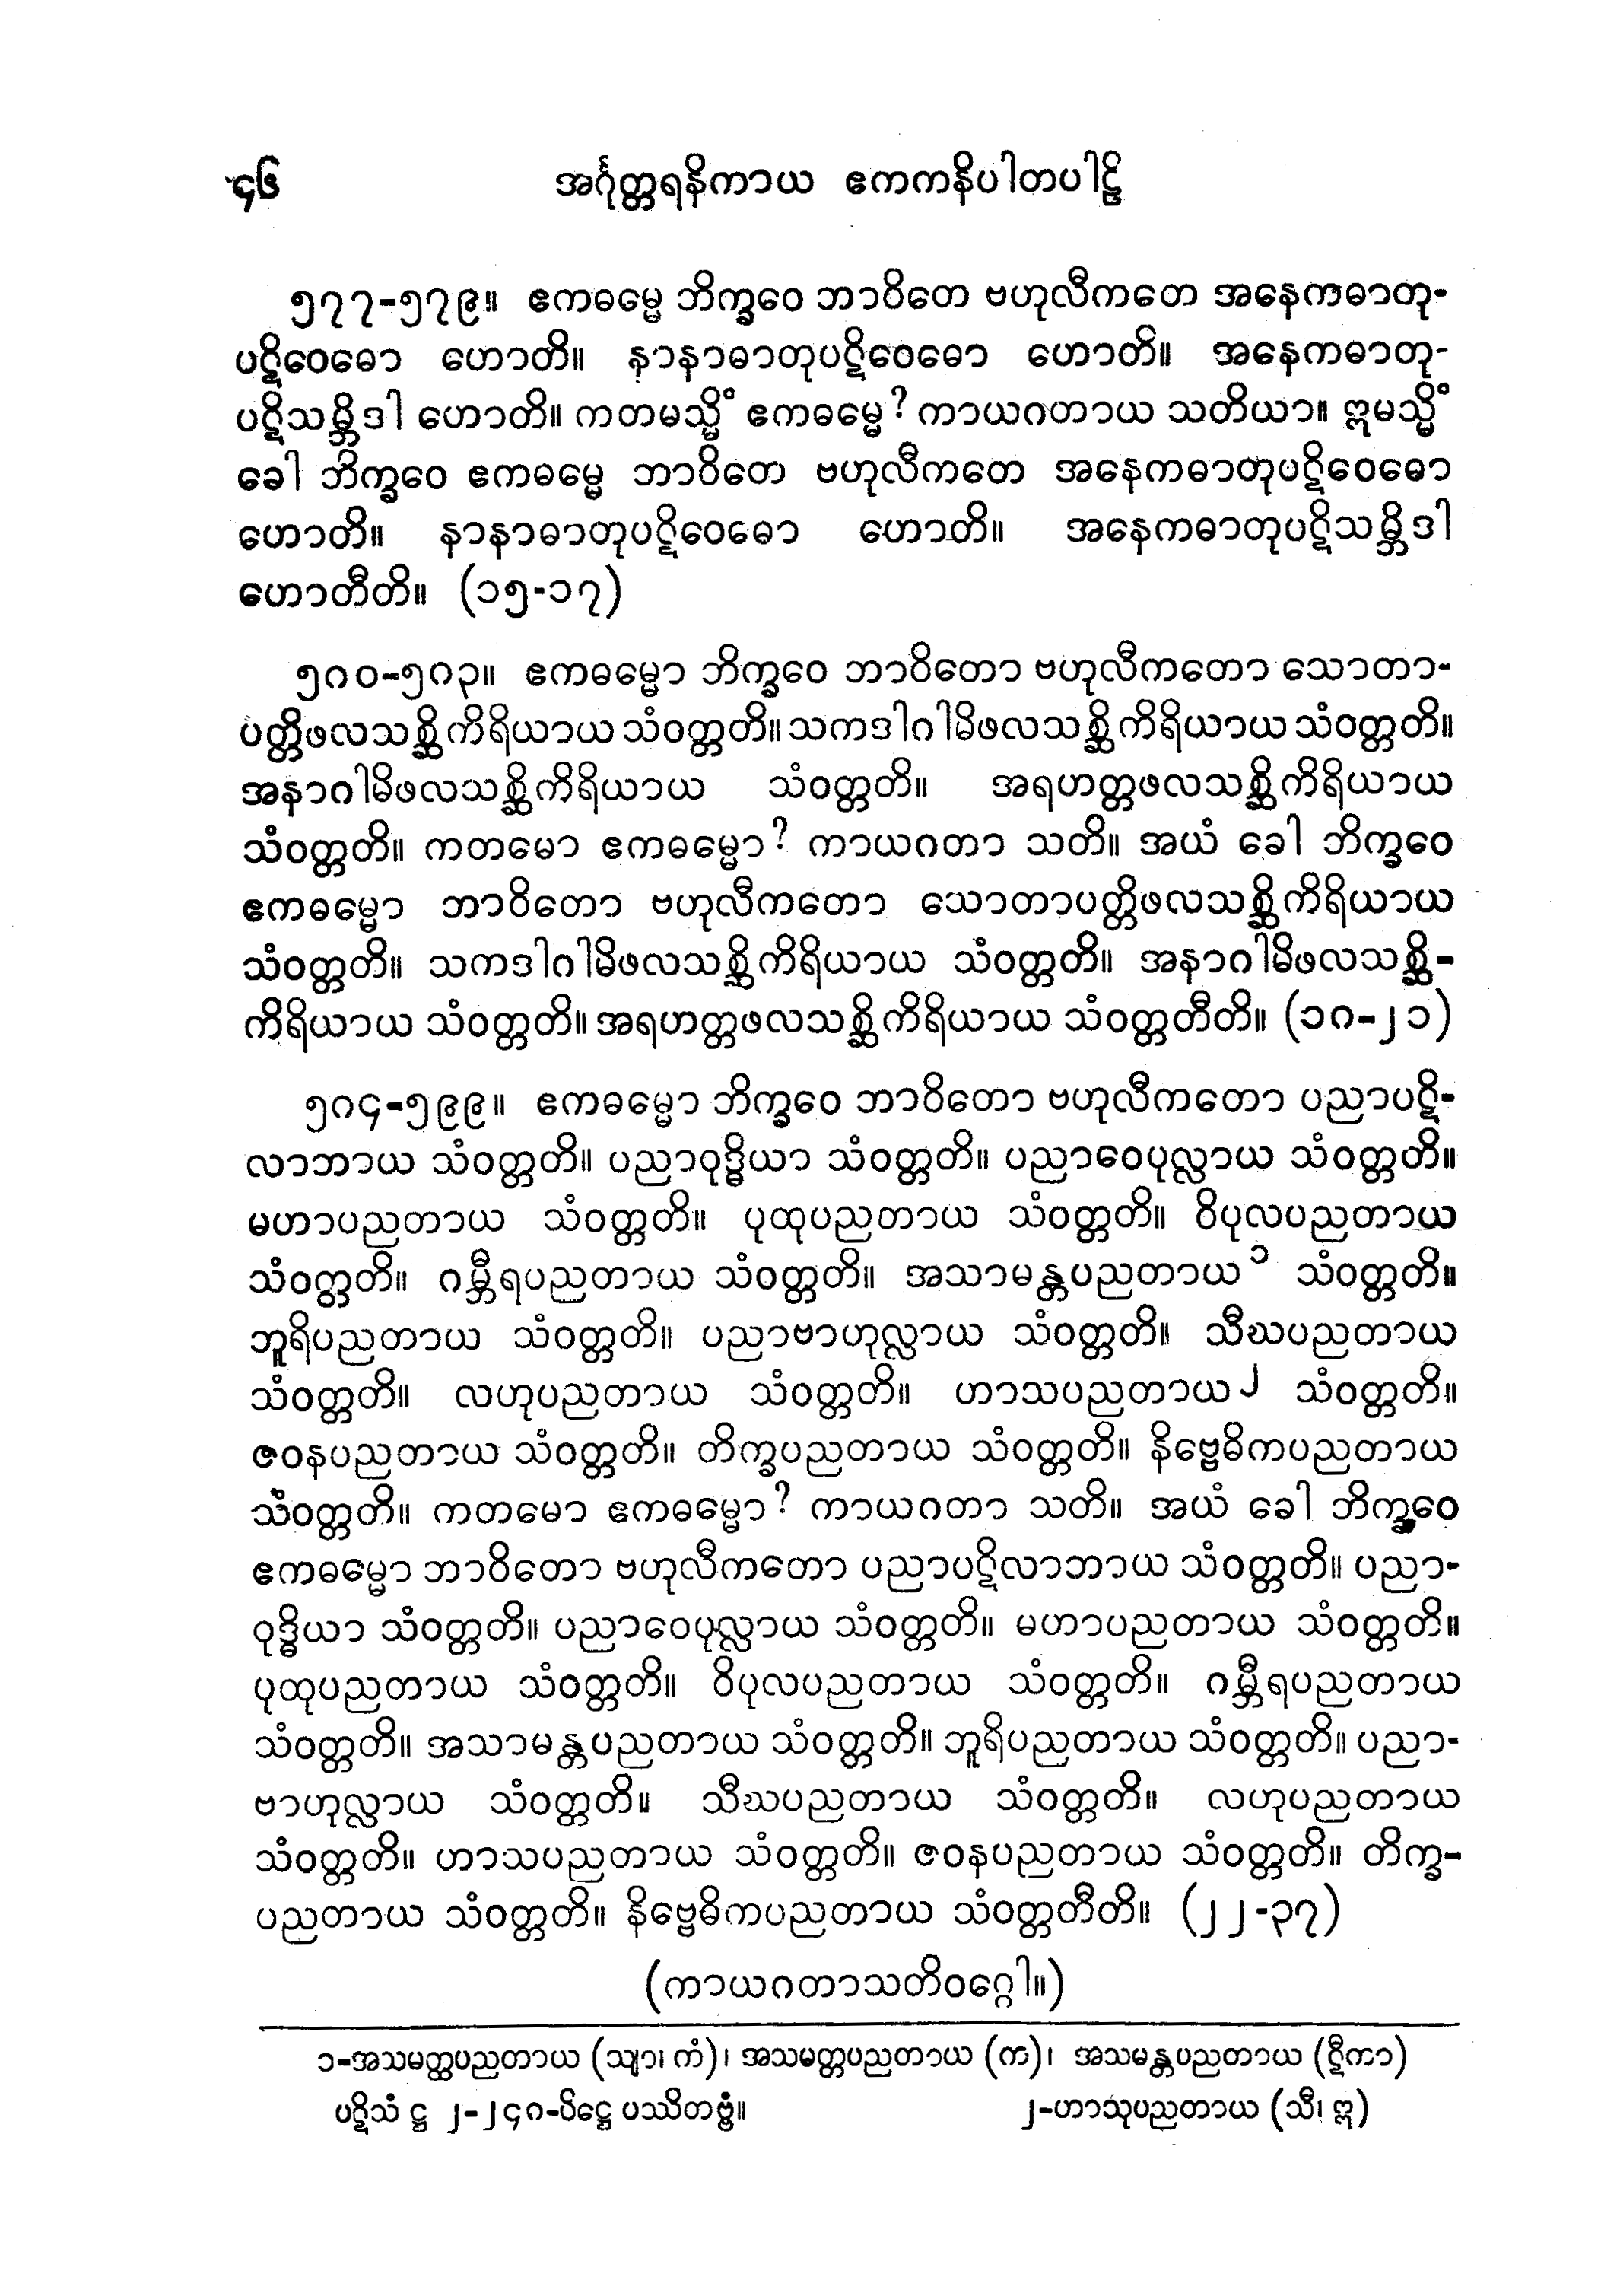 ၄၆ အင်္ဂုတ္တရနိကာယ ဧကကနိပါတပါဠိ
၅၇၇-၅၇၉။ ဧကဓမ္မေ ဘိက္ခဝေ ဘာဝိတေ ဗဟုလီကတေ အနေကဓာတု-
ပဋိဝေဓော ဟောတိ။ နာနာဓာတုပဋိဝေဓော ဟောတိ။ အနေကဓာတု-
ပဋိသမ္ဘိဒါ ဟောတိ။ ကတမသ္မိံ ဧကဓမ္မေ? ကာယဂတာယ သတိယာ။ ဣမသ္မိံ
ခေါ ဘိက္ခဝေ ဧကဓမ္မေ ဘာဝိတေ ဗဟုလီကတေ အနေကဓာတုပဋိဝေဓော
ဟောတိ။ နာနာဓာတုပဋိဝေဓော ဟောတိ။ အနေကဓာတုပဋိသမ္ဘိဒါ
ဟောတီတိ။ (၁၅-၁၇)
၅၈၀-၅၈၃။ ဧကဓမ္မော ဘိက္ခဝေ ဘာဝိတော ဗဟုလီကတော သောတာ-
ပတ္တိဖလသစ္ဆိကိရိယာယ သံဝတ္တတိ။ သကဒါဂါမိဖလသစ္ဆိကိရိယာယ သံဝတ္တတိ။
အနာဂါမိဖလသစ္ဆိကိရိယာယ သံဝတ္တတိ။ အရဟတ္တဖလသစ္ဆိကိရိယာယ
သံဝတ္တတိ။ ကတမော ဧကဓမ္မော? ကာယဂတာ သတိ။ အယံ ခေါ ဘိက္ခဝေ
ဧကဓမ္မော ဘာဝိတော ဗဟုလီကတော သောတာပတ္တိဖလသစ္ဆိကိရိယာယ
သံဝတ္တတိ။ သကဒါဂါမိဖလသစ္ဆိကိရိယာယ သံဝတ္တတိ။ အနာဂါမိဖလသစ္ဆိ-
ကိရိယာယ သံဝတ္တတိ။ အရဟတ္တဖလသစ္ဆိကိရိယာယ သံဝတ္တတီတိ။ (၁၈-၂၁)
၅၈၄-၅၉၉။ ဧကဓမ္မော ဘိက္ခဝေ ဘာဝိတော ဗဟုလီကတော ပညာပဋိ-
လာဘာယ သံဝတ္တတိ။ ပညာဝုဒ္ဓိယာ သံဝတ္တတိ။ ပညာဝေပုလ္လာယ သံဝတ္တတိ။
မဟာပညတာယ သံဝတ္တတိ။ ပုထုပညတာယ သံဝတ္တတိ။ ဝိပုလပညတာယ
သံဝတ္တတိ။ ဂမ္ဘီရပညတာယ သံဝတ္တတိ။ အသာမန္တပညတာယ၁ သံဝတ္တတိ။
ဘူရိပညတာယ သံဝတ္တတိ။ ပညာဗာဟုလ္လာယ သံဝတ္တတိ။ သီဃပညတာယ
သံဝတ္တတိ။ လဟုပညတာယ သံဝတ္တတိ။ ဟာသပညတာယ၂ သံဝတ္တတိ။
ဇဝနပညတာယ သံဝတ္တတိ။ တိက္ခပညတာယ သံဝတ္တတိ။ နိဗ္ဗေဓိကပညတာယ
သံဝတ္တတိ။ ကတမော ဧကဓမ္မော? ကာယဂတာ သတိ။ အယံ ခေါ ဘိက္ခဝေ
ဧကဓမ္မော ဘာဝိတော ဗဟုလီကတော ပညာပဋိလာဘာယ သံဝတ္တတိ။ ပညာ-
ဝုဒ္ဓိယာ သံဝတ္တတိ။ ပညာဝေပုလ္လာယ သံဝတ္တတိ။ မဟာပညတာယ သံဝတ္တတိ။
ပုထုပညတာယ သံဝတ္တတိ။ ဝိပုလပညတာယ သံဝတ္တတိ။ ဂမ္ဘီရပညတာယ
သံဝတ္တတိ။ အသာမန္တပညတာယ သံဝတ္တတိ။ ဘူရိပညတာယ သံဝတ္တတိ။ ပညာ-
ဗာဟုလ္လာယ သံဝတ္တတိ။ သီဃပညတာယ သံဝတ္တတိ။ လဟုပညတာယ
သံဝတ္တတိ။ ဟာသပညတာယ သံဝတ္တတိ။ ဇဝနပညတာယ သံဝတ္တတိ။ တိက္ခ-
ပညတာယ သံဝတ္တတိ။ နိဗ္ဗေဓိကပညတာယ သံဝတ္တတီတိ။ (၂၂-၃၇)
(ကာယဂတာသတိဝဂ္ဂေါ။)
၁-အသမတ္ထပညတာယ (သျာ၊ ကံ)၊ အသမတ္တပညတာယ (က)၊ အသမန္တပညတာယ (ဋီကာ)
ပဋိသံ ဋ္ဌ ၂-၂၄၈-ပိဋ္ဌေ ပဿိတဗ္ဗံ။ ၂-ဟာသုပညတာယ (သီ၊ ဣ)